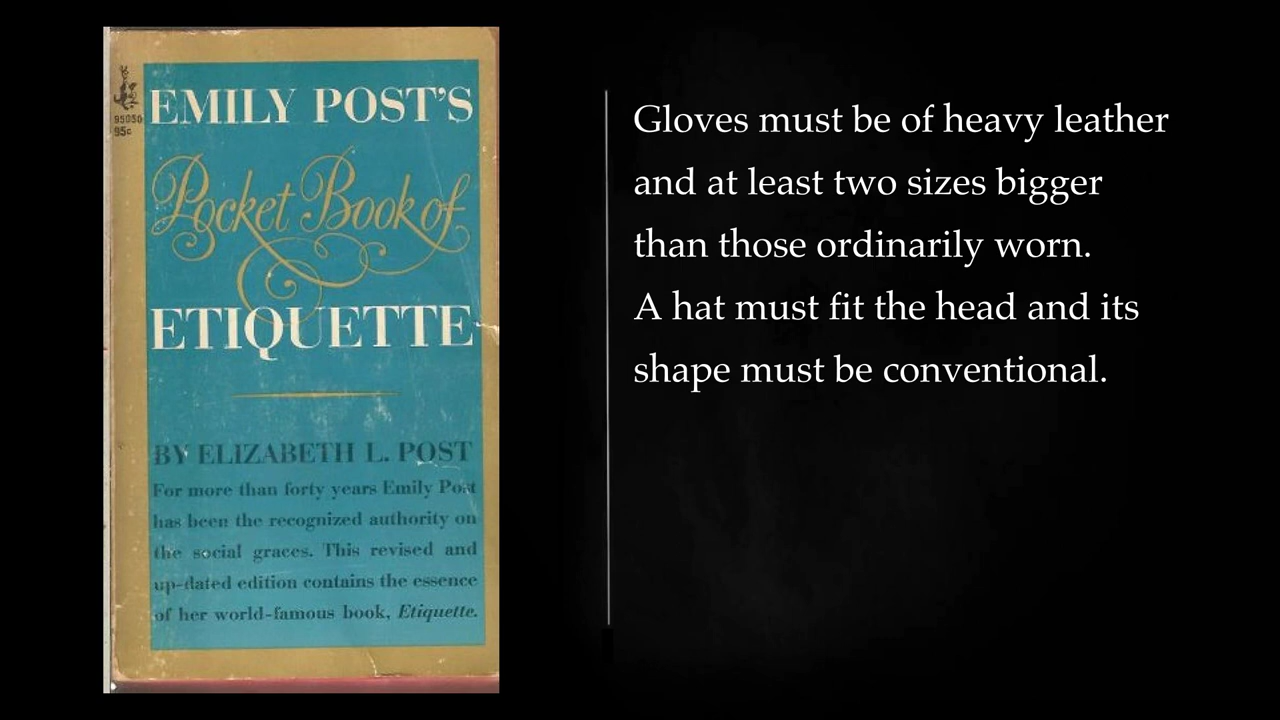 95050
95c
EMILY POST'S
Pocket Book of
ETIQUETTE
BY ELIZABETH L. POST
For more than forty years Emily Post
has been the recognized authority on
the social graces. This revised and
up-dated edition contains the essence
of her world-famous book, Etiquette.
Gloves must be of heavy leather
and at least two sizes bigger
than those ordinarily worn.
A hat must fit the head and its
shape must be conventional.